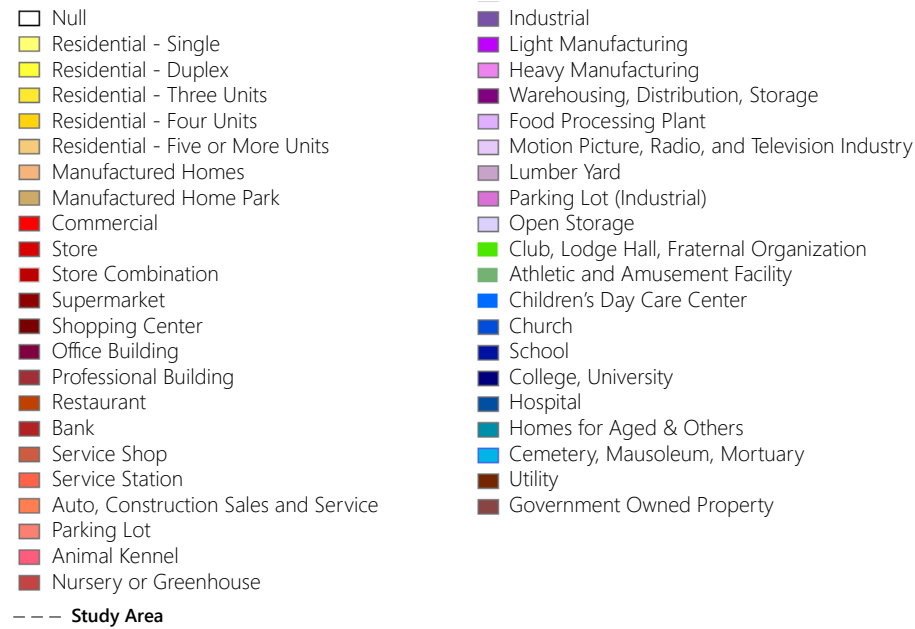 Null
Residential - Single
Residential - Duplex
Residential - Three Units
Residential - Four Units
Residential - Five or More Units
Manufactured Homes
Manufactured Home Park
Commercial
Store
Store Combination
Supermarket
Shopping Center
Office Building
Professional Building
Restaurant
Bank
Service Shop
Service Station
Auto, Construction Sales and Service
Parking Lot
Animal Kennel
Nursery or Greenhouse
Study Area
Industrial
Light Manufacturing
Heavy Manufacturing
Warehousing, Distribution, Storage
Food Processing Plant
Motion Picture, Radio, and Television Industry
Lumber Yard
Parking Lot (Industrial)
Open Storage
Club, Lodge Hall, Fraternal Organization
Athletic and Amusement Facility
Children’s Day Care Center
Church
School
College, University
Hospital
Homes for Aged & Others
Cemetery, Mausoleum, Mortuary
Utility
Government Owned Property